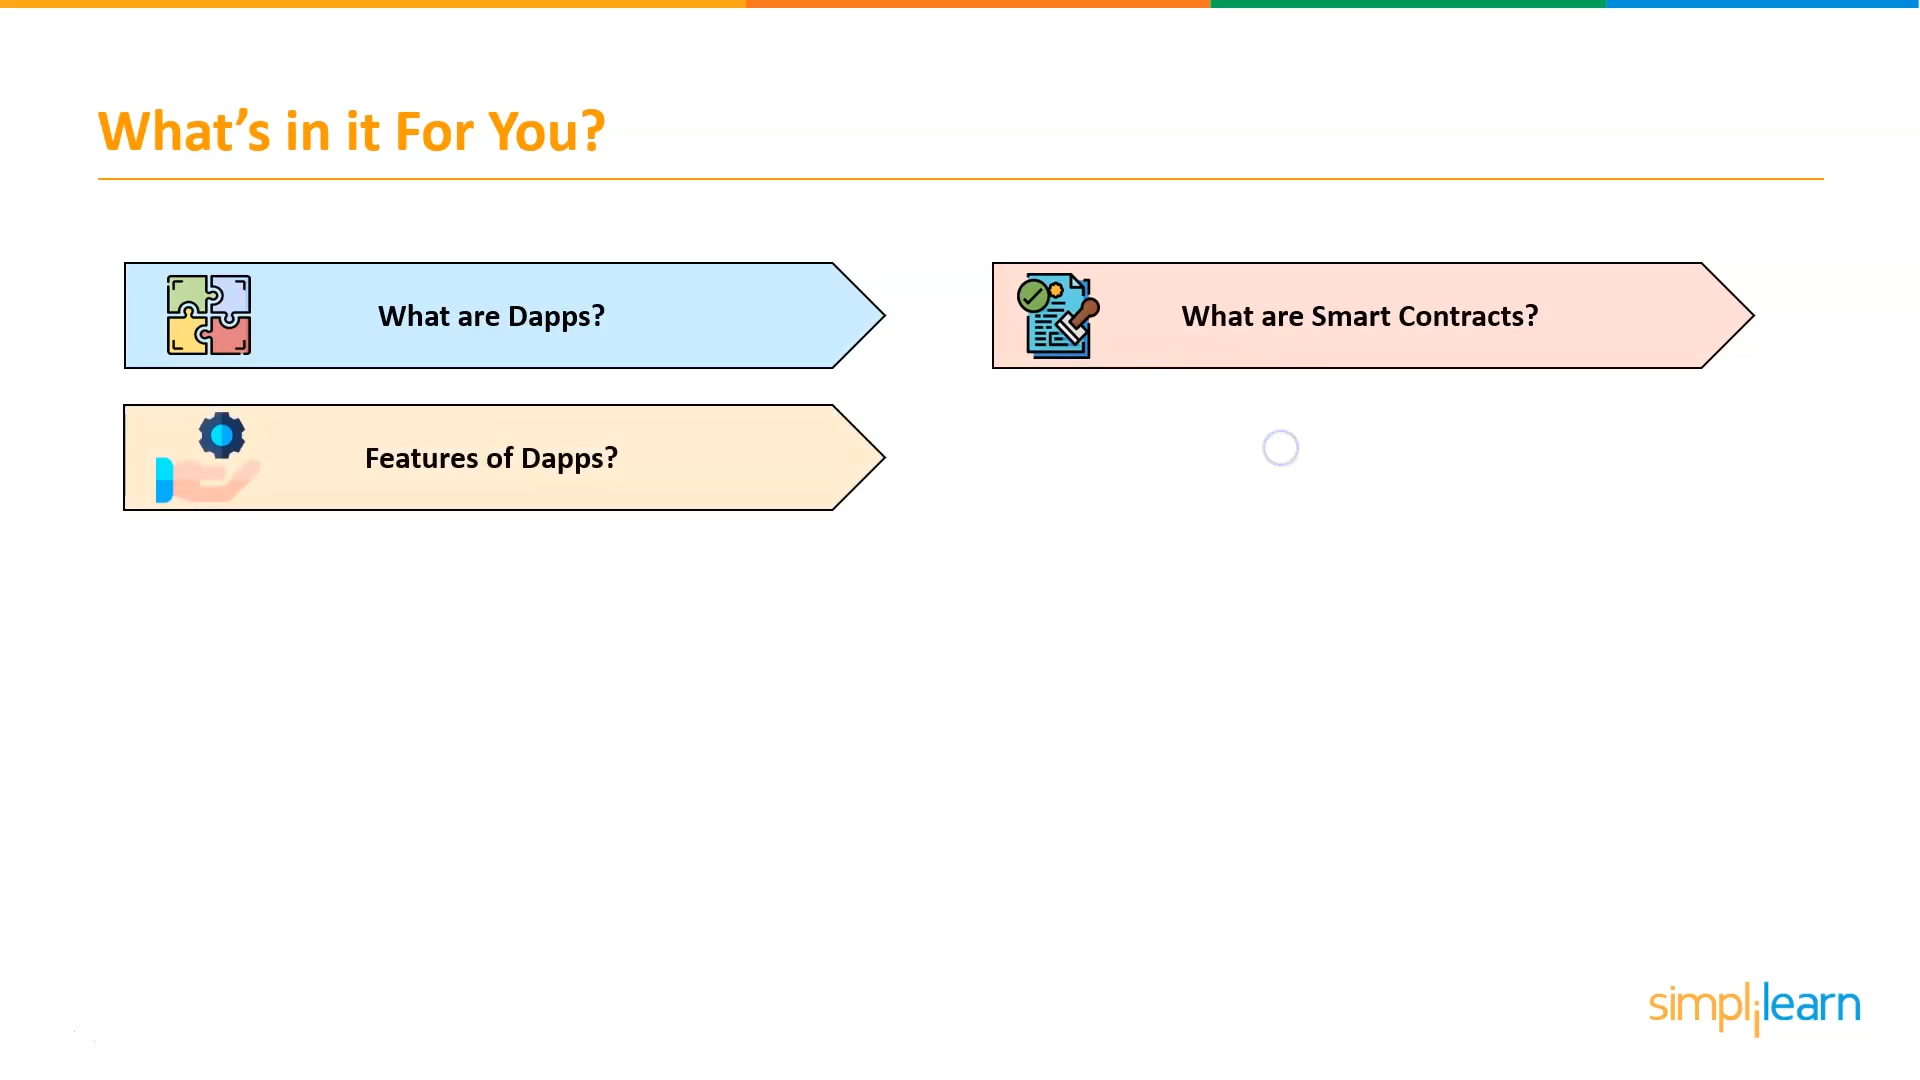 What’s in it For You?
What are Dapps?
What are Smart Contracts?
Features of Dapps?
simplilearn